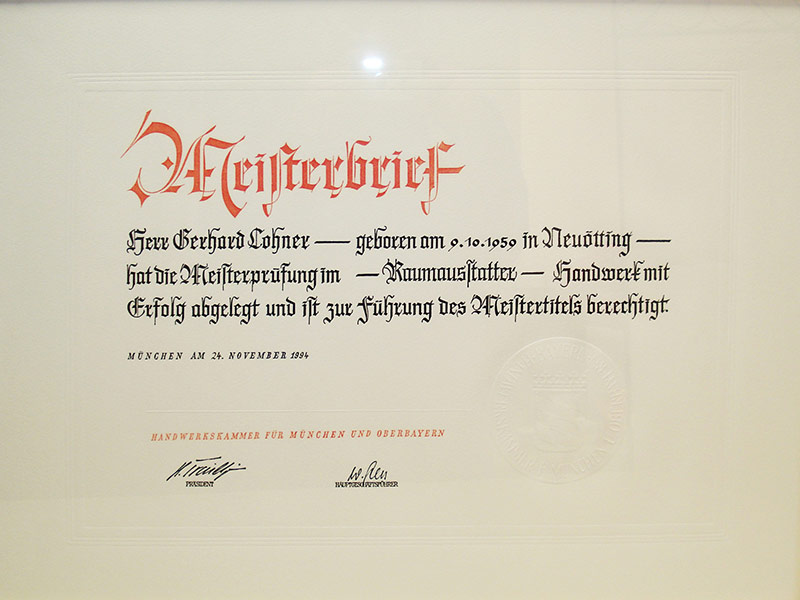 Meisterbrief
Herr Gerhard Lohner — geboren am 9.10.1959 in Neuötting —
hat die Meisterprüfung im — Raumausstatter — Handwerk mit
Erfolg abgelegt und ist zur Führung des Meistertitels berechtigt.
MÜNCHEN AM 24. NOVEMBER 1994
HANDWERKSKAMMER FÜR MÜNCHEN UND OBERBAYERN
PRÄSIDENT HAUPTGESCHÄFTSFÜHRER